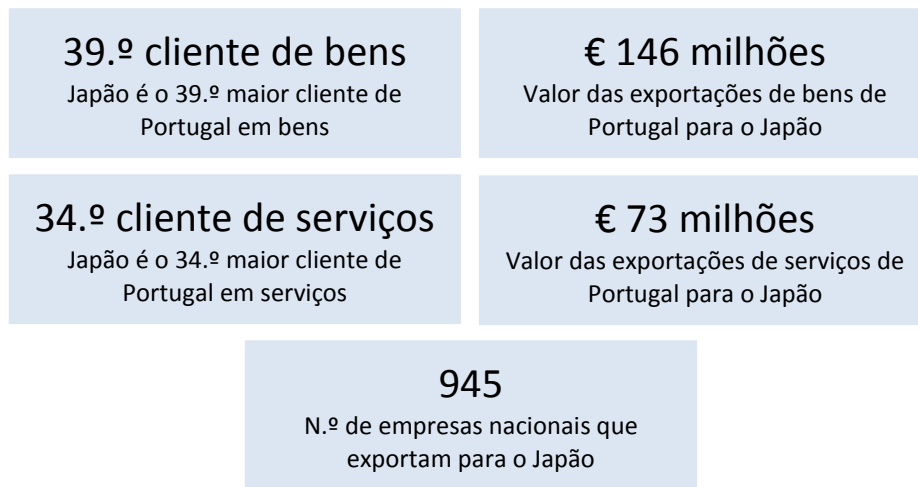 39.º cliente de bens
Japão é o 39.º maior cliente de
Portugal em bens
€ 146 milhões
Valor das exportações de bens de
Portugal para o Japão
34.º cliente de serviços
Japão é o 34.º maior cliente de
Portugal em serviços
€ 73 milhões
Valor das exportações de serviços de
Portugal para o Japão
945
N.º de empresas nacionais que
exportam para o Japão